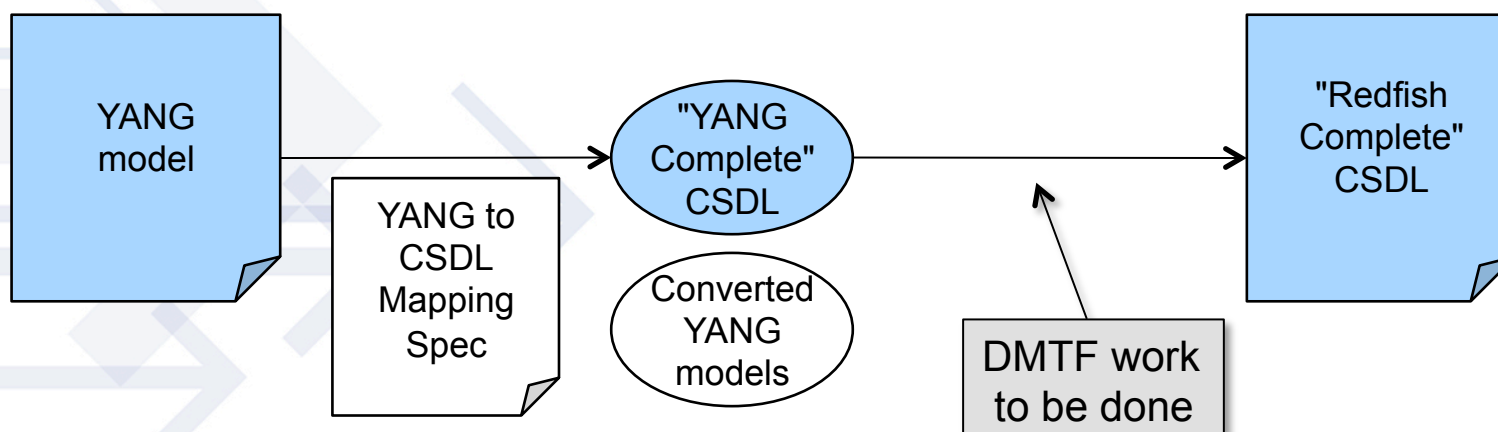 YANG
model
YANG to
CSDL
Mapping
Spec
"YANG
Complete"
CSDL
Converted
YANG
models
DMTF work
to be done
"Redfish
Complete"
CSDL